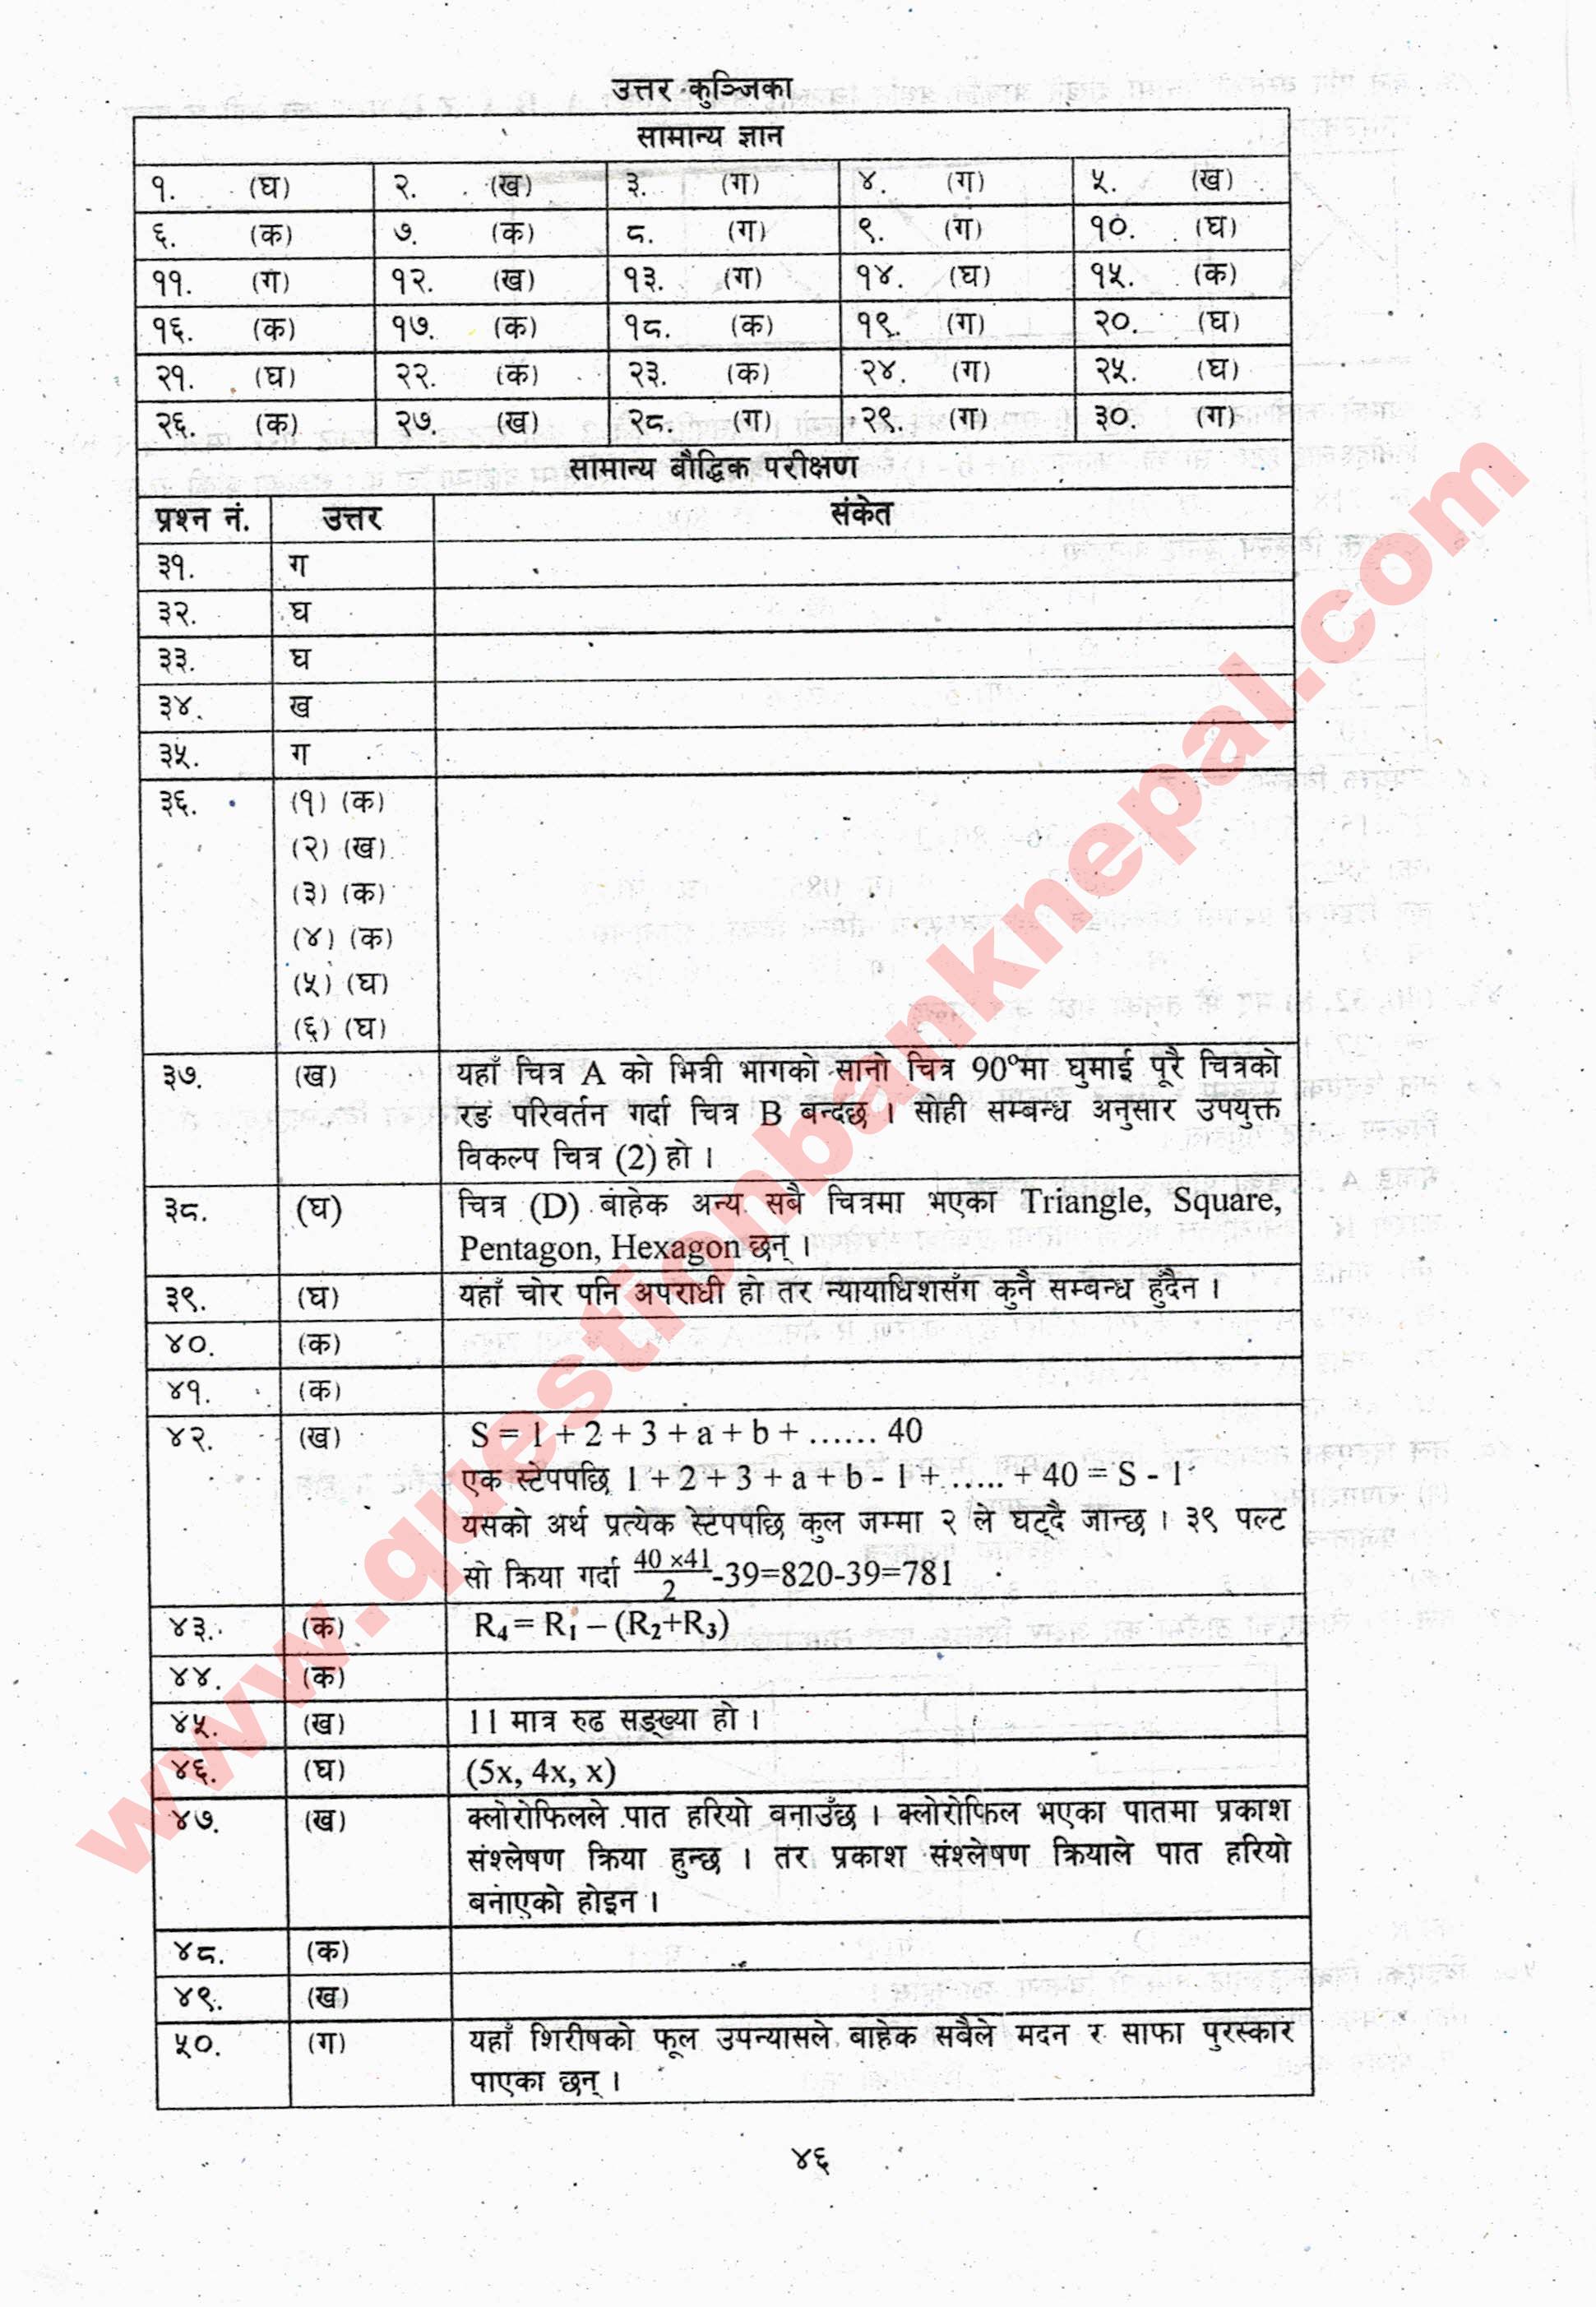 उत्तर कुञ्जिका
सामान्य ज्ञान
१. (घ) २. (ख) ३. (ग) ४. (ग) ५. (ख)
६. (क) ७. (क) ८. (ग) ९. (ग) १०. (घ)
११. (ग) १२. (ख) १३. (ग) १४. (घ) १५. (क)
१६. (क) १७. (क) १८. (क) १९. (ग) २०. (घ)
२१. (घ) २२. (क) २३. (क) २४. (ग) २५. (घ)
२६. (क) २७. (ख) २८. (ग) २९. (ग) ३०. (ग)
सामान्य बौद्धिक परीक्षण
प्रश्न नं. उत्तर संकेत
३१. ग
३२. घ
३३. घ
३४. ख
३५. ग
३६. (१) (क)
(२) (ख)
(३) (क)
(४) (क)
(५) (घ)
(६) (घ)
३७. (ख) यहाँ चित्र A को भित्री भागको सानो चित्र 90°मा घुमाई पूरै चित्रको
रङ परिवर्तन गर्दा चित्र B बन्दछ । सोही सम्बन्ध अनुसार उपयुक्त
विकल्प चित्र (2) हो ।
३८. (घ) चित्र (D) बाहेक अन्य सबै चित्रमा भएका Triangle, Square,
Pentagon, Hexagon छन् ।
३९. (घ) यहाँ चोर पनि अपराधी हो तर न्यायाधिशसँग कुनै सम्बन्ध हुँदैन ।
४०. (क)
४१. (क)
४२. (ख) S = 1 + 2 + 3 + a + b + …… 40
एक स्टेपपछि 1 + 2 + 3 + a + b - 1 + …… + 40 = S - 1
यसको अर्थ प्रत्येक स्टेपपछि कुल जम्मा २ ले घट्दै जान्छ । ३९ पल्ट
सो क्रिया गर्दा 40 ×41/2 -39=820-39=781
४३. (क) R₄ = R₁ – (R₂+R₃)
४४. (क)
४५. (ख) 11 मात्र रुढ सङ्ख्या हो ।
४६. (घ) (5x, 4x, x)
४७. (ख) क्लोरोफिलले पात हरियो बनाउँछ । क्लोरोफिल भएका पातमा प्रकाश
संश्लेषण क्रिया हुन्छ । तर प्रकाश संश्लेषण क्रियाले पात हरियो
बनाएको होइन ।
४८. (क)
४९. (ख)
५०. (ग) यहाँ शिरीषको फूल उपन्यासले बाहेक सबैले मदन र साफा पुरस्कार
पाएका छन् ।
४६
www.questionbanknepal.com